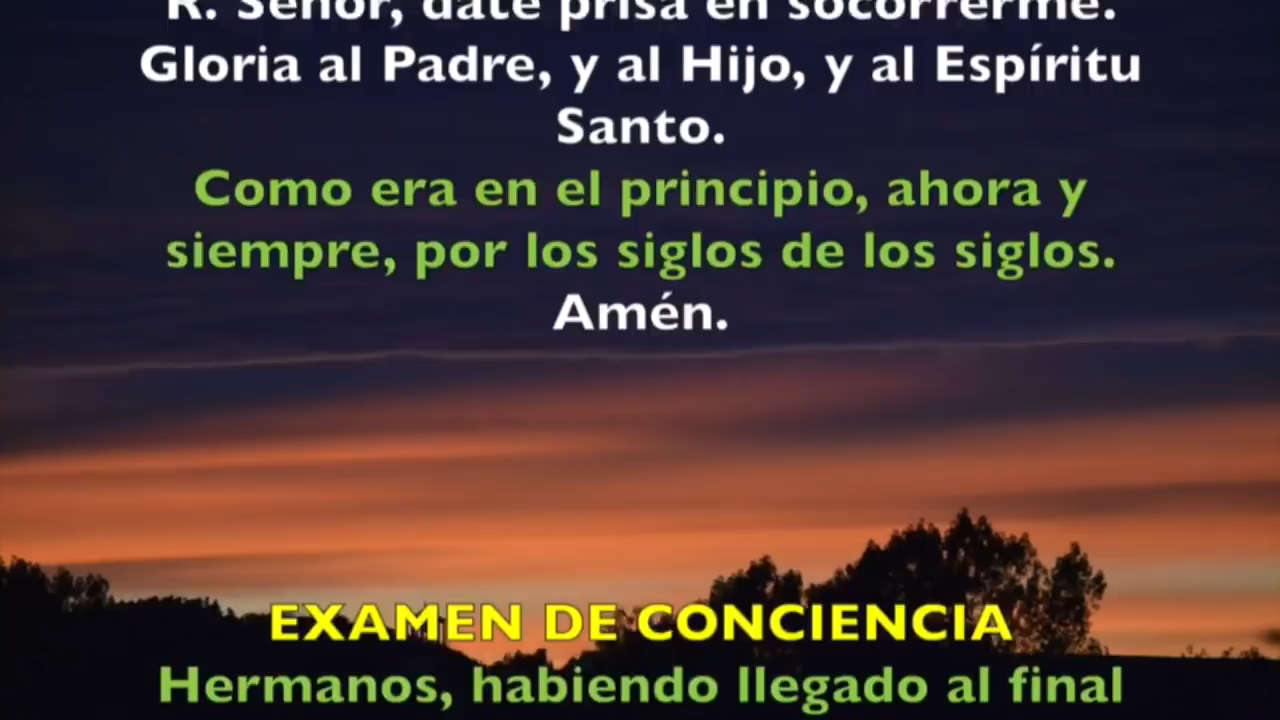 R. Señor, date prisa en socorrerme.
Gloria al Padre, y al Hijo, y al Espíritu
Santo.
Como era en el principio, ahora y
siempre, por los siglos de los siglos.
Amén.
EXAMEN DE CONCIENCIA
Hermanos, habiendo llegado al final